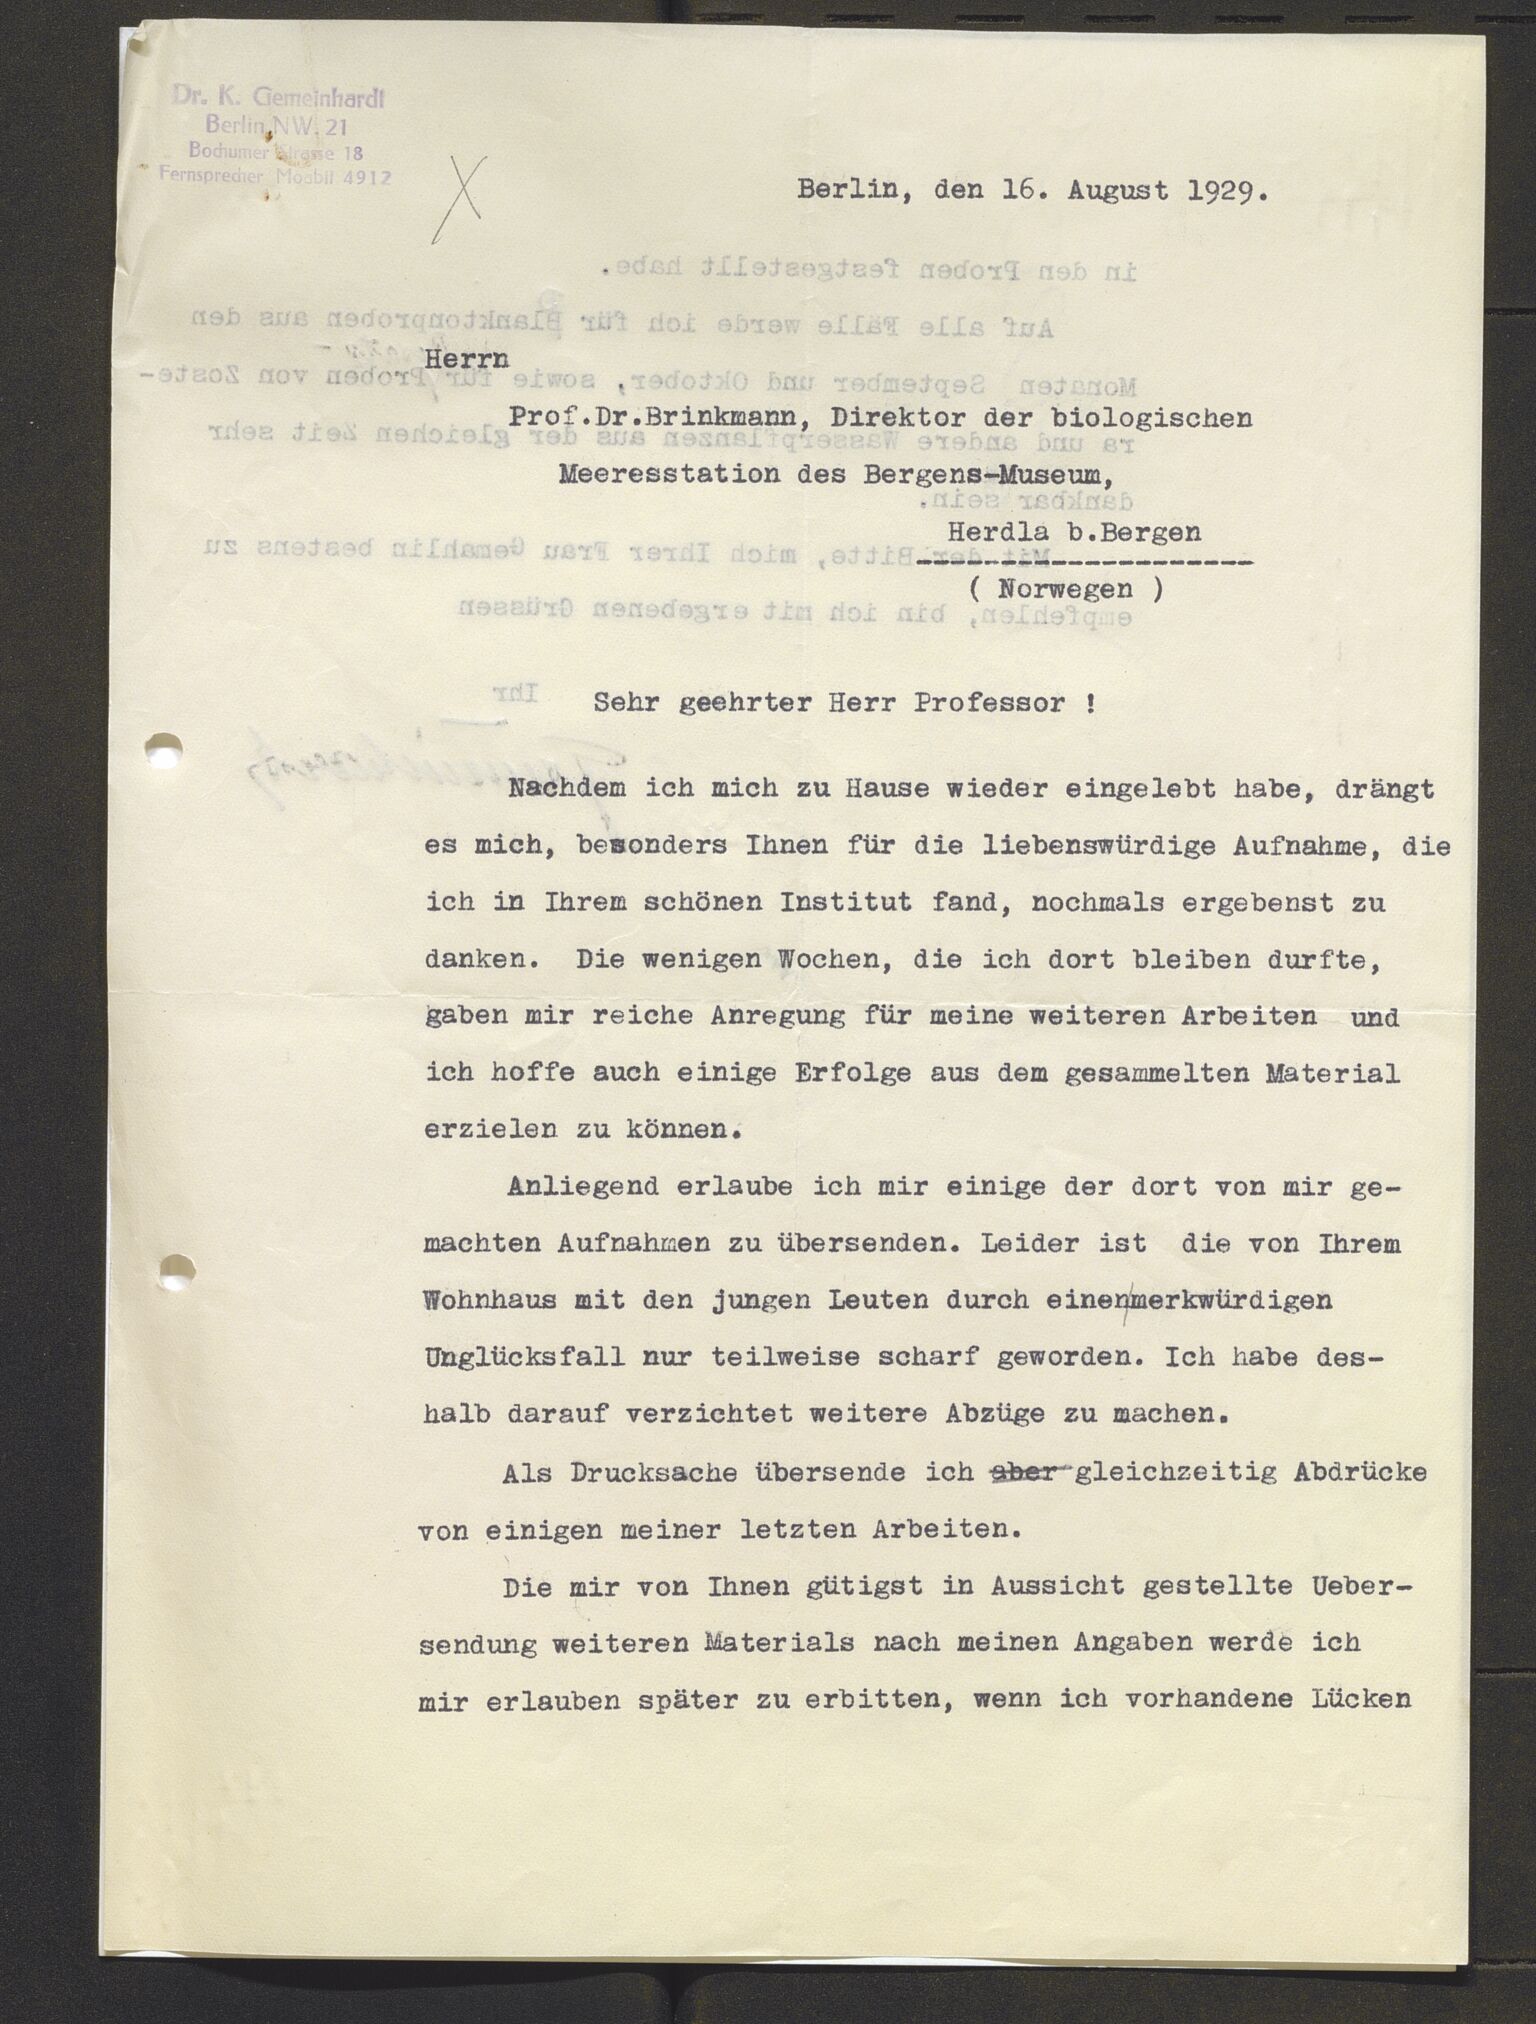 Dr. K. Gemeinhardt
Berlin NW. 21
Bochumer Strasse 18
Fernsprecher Moabit 4912
Berlin, den 16. August 1929.
Herrn
Prof.Dr.Brinkmann, Direktor der biologischen
Meeresstation des Bergens-Museum,
Herdla b.Bergen
( Norwegen )
Sehr geehrter Herr Professor !
Nachdem ich mich zu Hause wieder eingelebt habe, drängt
es mich, besonders Ihnen für die liebenswürdige Aufnahme, die
ich in Ihrem schönen Institut fand, nochmals ergebenst zu
danken. Die wenigen Wochen, die ich dort bleiben durfte,
gaben mir reiche Anregung für meine weiteren Arbeiten und
ich hoffe auch einige Erfolge aus dem gesammelten Material
erzielen zu können.
Anliegend erlaube ich mir einige der dort von mir ge-
machten Aufnahmen zu übersenden. Leider ist die von Ihrem
Wohnhaus mit den jungen Leuten durch einen/merkwürdigen
Unglücksfall nur teilweise scharf geworden. Ich habe des-
halb darauf verzichtet weitere Abzüge zu machen.
Als Drucksache übersende ich aber gleichzeitig Abdrücke
von einigen meiner letzten Arbeiten.
Die mir von Ihnen gütigst in Aussicht gestellte Ueber-
sendung weiteren Materials nach meinen Angaben werde ich
mir erlauben später zu erbitten, wenn ich vorhandene Lücken